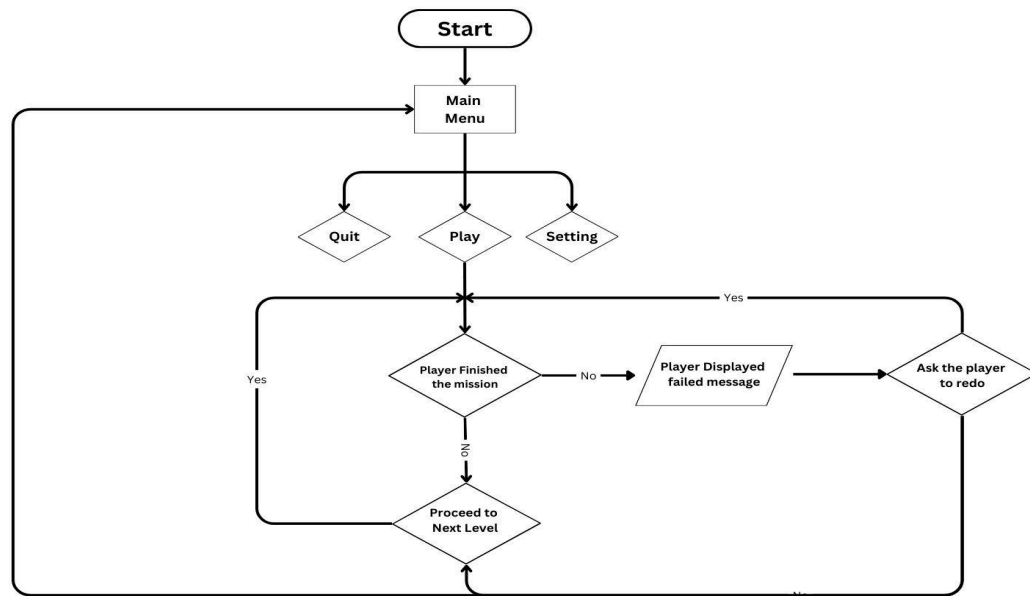 Start
Main
Menu
Quit
Play
Setting
Yes
Player Finished
the mission
No
Player Displayed
failed message
Ask the player
to redo
Yes
No
Proceed to
Next Level
No